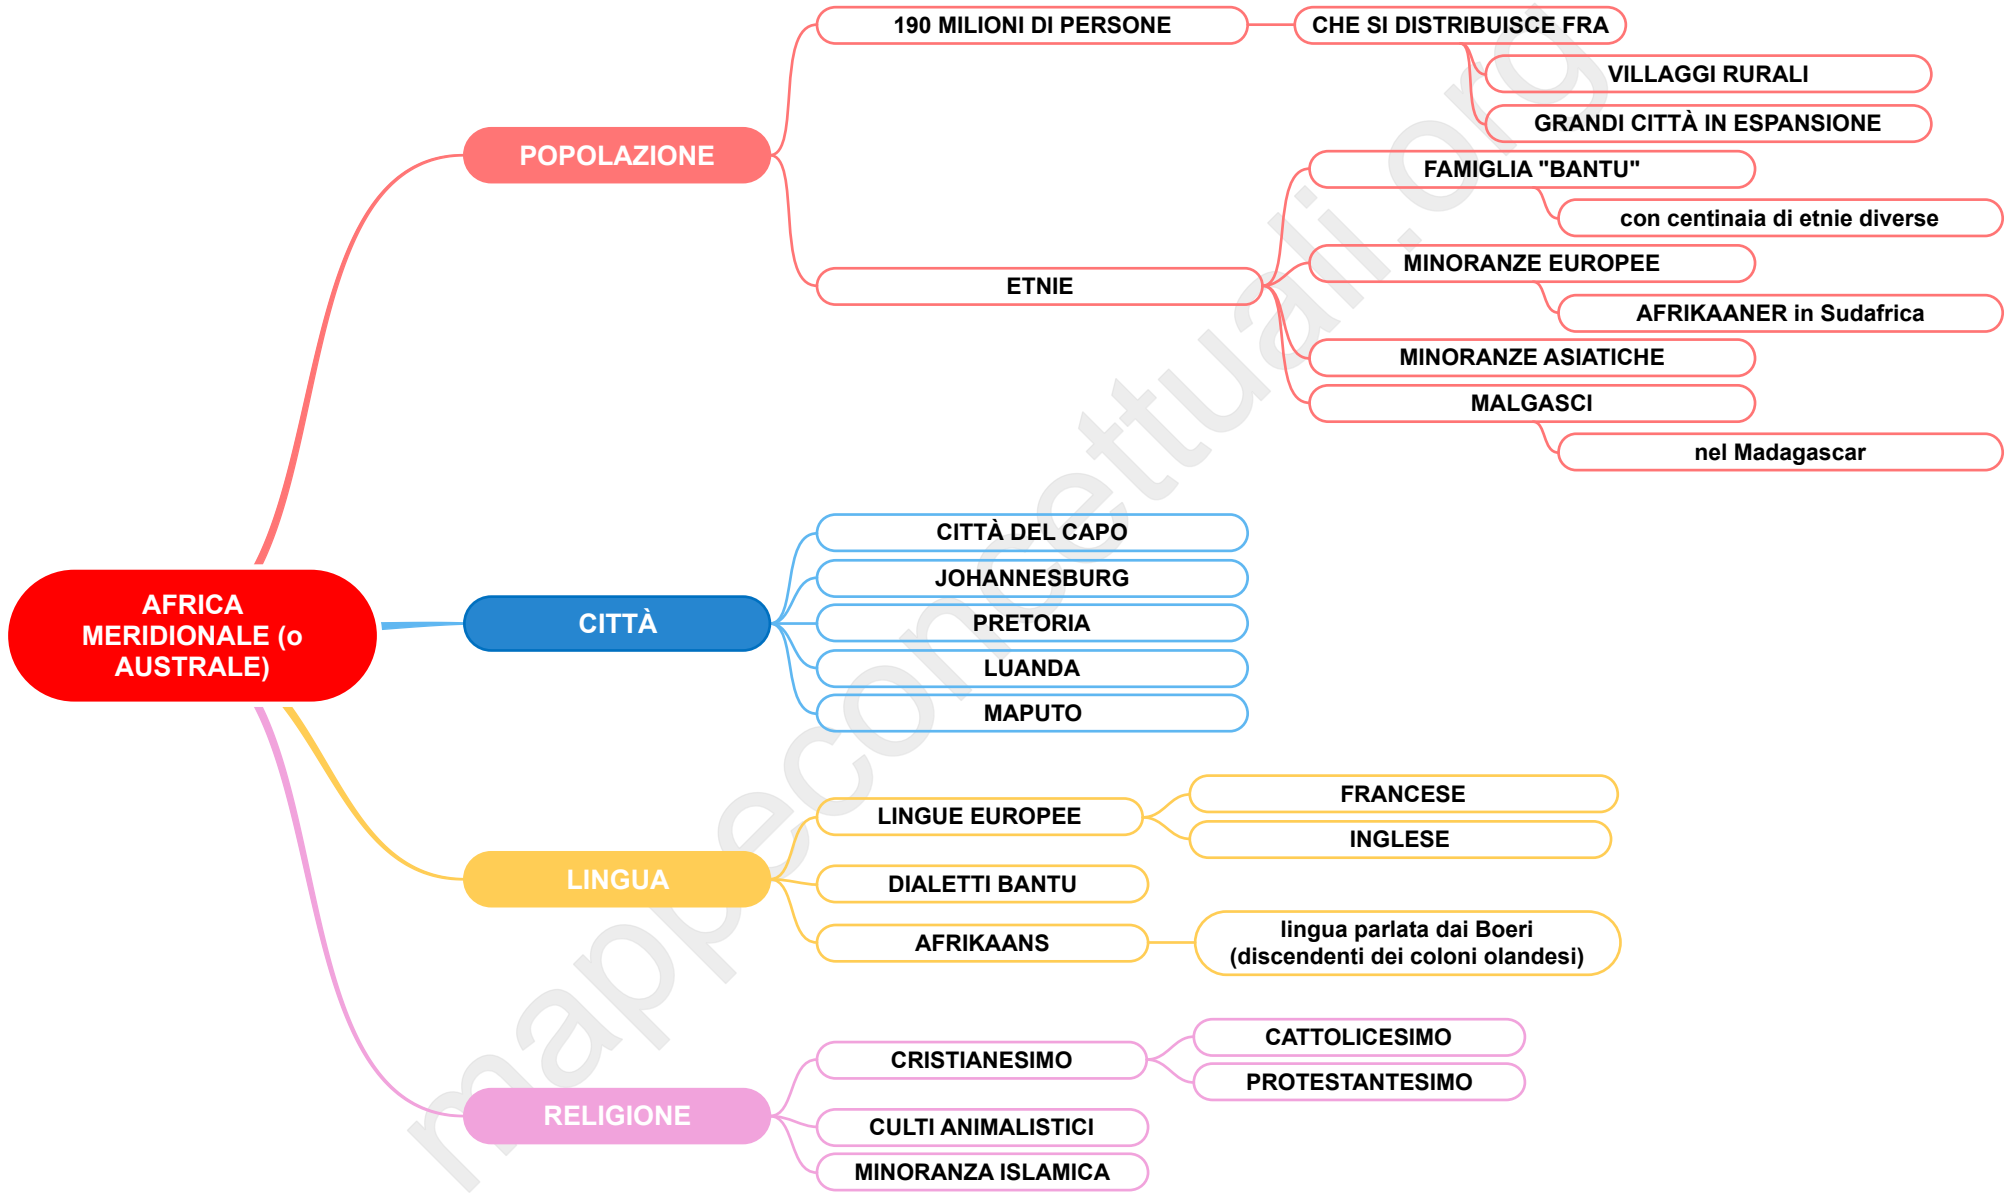 190 MILIONI DI PERSONE
CHE SI DISTRIBUISCE FRA
VILLAGGI RURALI
GRANDI CITTÀ IN ESPANSIONE
POPOLAZIONE
FAMIGLIA "BANTU"
con centinaia di etnie diverse
MINORANZE EUROPEE
ETNIE
AFRIKAANER in Sudafrica
MINORANZE ASIATICHE
MALGASCI
nel Madagascar
AFRICA
MERIDIONALE (o
AUSTRALE)
CITTÀ
CITTÀ DEL CAPO
JOHANNESBURG
PRETORIA
LUANDA
MAPUTO
LINGUA
LINGUE EUROPEE
FRANCESE
INGLESE
DIALETTI BANTU
AFRIKAANS
lingua parlata dai Boeri
(discendenti dei coloni olandesi)
RELIGIONE
CRISTIANESIMO
CATTOLICESIMO
PROTESTANTESIMO
CULTI ANIMALISTICI
MINORANZA ISLAMICA
mappeconcettuali.org